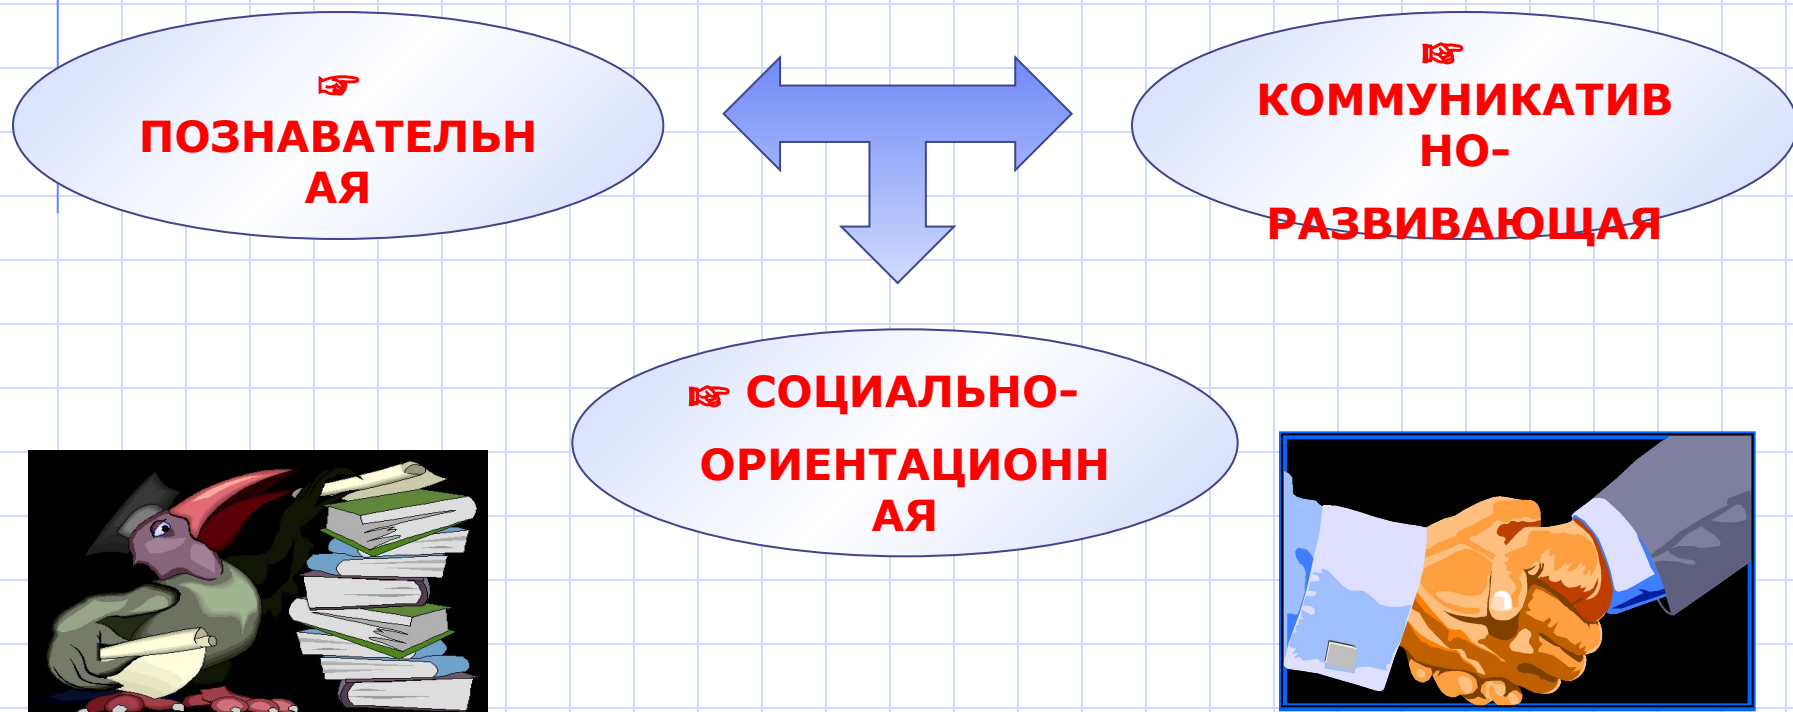 ☞
ПОЗНАВАТЕЛЬН
АЯ
☞
КОММУНИКАТИВ
НО–
РАЗВИВАЮЩАЯ
☞ СОЦИАЛЬНО–
ОРИЕНТАЦИОНН
АЯ